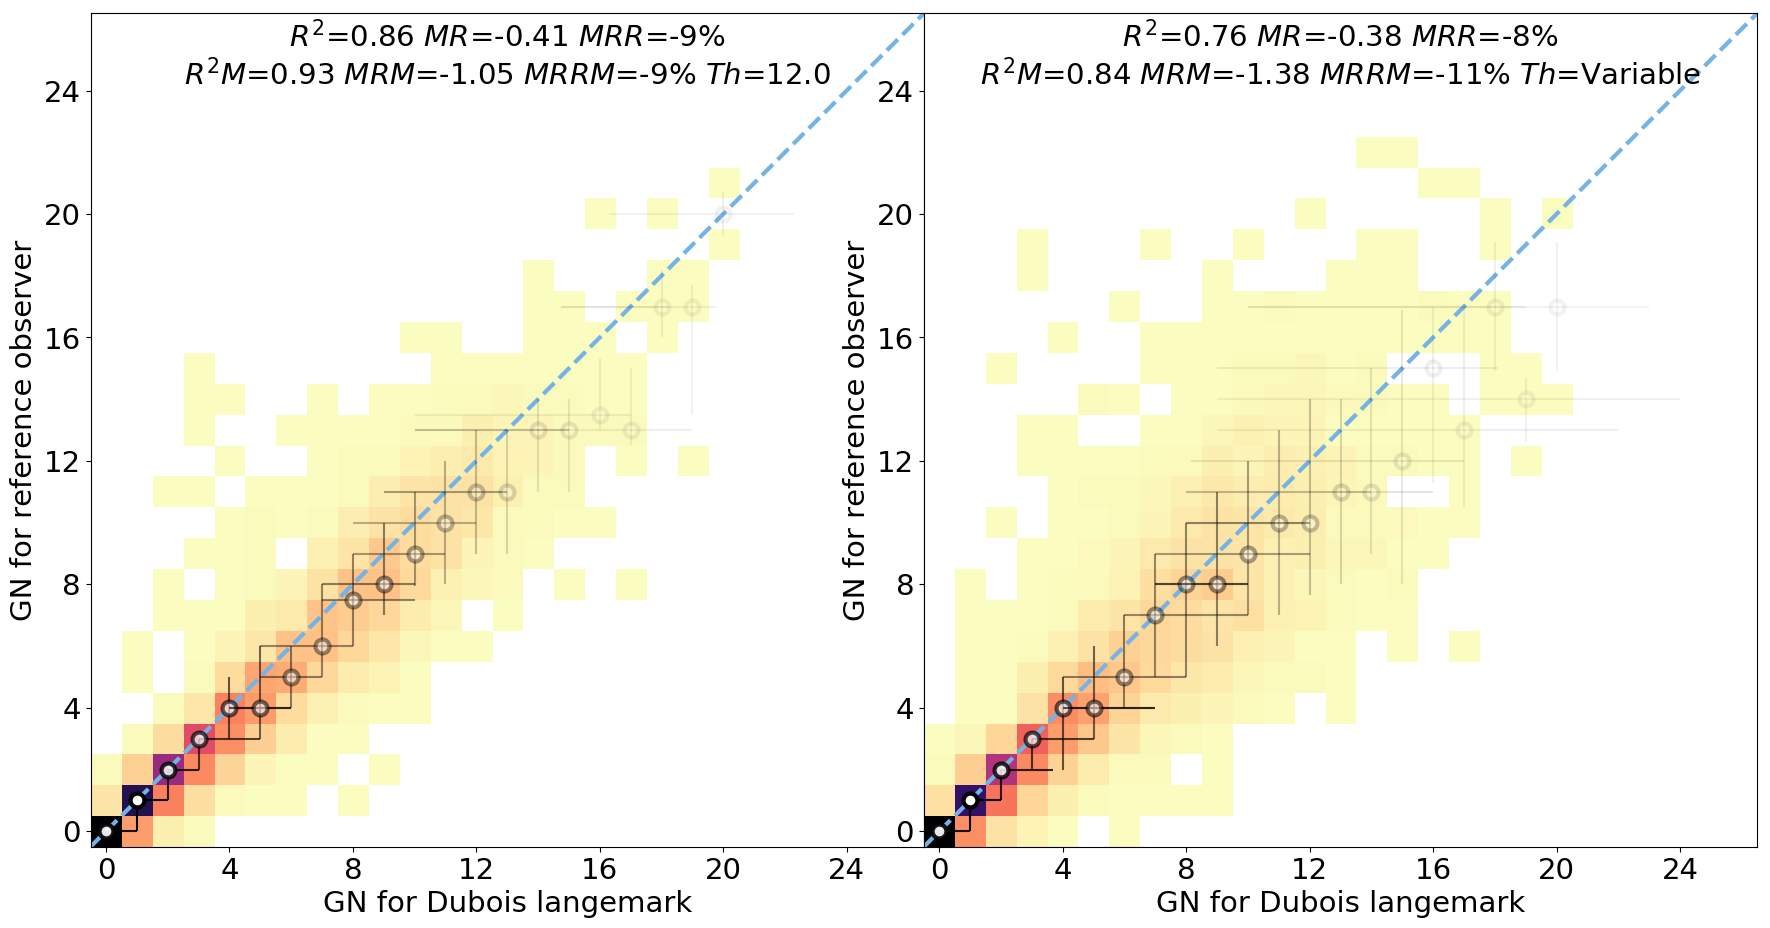 R²=0.86 MR=-0.41 MRR=-9%
R²M=0.93 MRM=-1.05 MRRM=-9% Th=12.0
24
20
16
12
8
4
0
GN for reference observer
0 4 8 12 16 20 24
GN for Dubois langemark
R²=0.76 MR=-0.38 MRR=-8%
R²M=0.84 MRM=-1.38 MRRM=-11% Th=Variable
24
20
16
12
8
4
0
GN for reference observer
0 4 8 12 16 20 24
GN for Dubois langemark